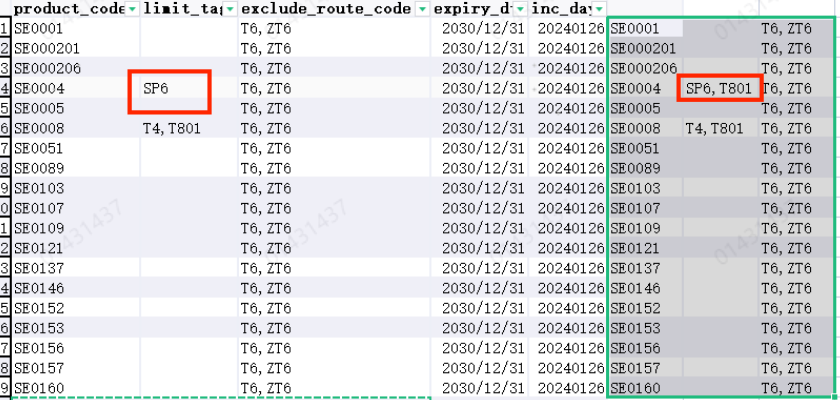 product_code limit_ta exclude_route_code expiry_d inc_da
1 SE0001 T6, ZT6 2030/12/31 20240126 SE0001 T6, ZT6
2 SE000201 T6, ZT6 2030/12/31 20240126 SE000201 T6, ZT6
3 SE000206 T6, ZT6 2030/12/31 20240126 SE000206 T6, ZT6
4 SE0004 SP6 T6, ZT6 2030/12/31 20240126 SE0004 SP6, T801 T6, ZT6
5 SE0005 T6, ZT6 2030/12/31 20240126 SE0005 T6, ZT6
6 SE0008 T4, T801 T6, ZT6 2030/12/31 20240126 SE0008 T4, T801 T6, ZT6
7 SE0051 T6, ZT6 2030/12/31 20240126 SE0051 T6, ZT6
8 SE0089 T6, ZT6 2030/12/31 20240126 SE0089 T6, ZT6
9 SE0103 T6, ZT6 2030/12/31 20240126 SE0103 T6, ZT6
0 SE0107 T6, ZT6 2030/12/31 20240126 SE0107 T6, ZT6
1 SE0109 T6, ZT6 2030/12/31 20240126 SE0109 T6, ZT6
2 SE0121 T6, ZT6 2030/12/31 20240126 SE0121 T6, ZT6
3 SE0137 T6, ZT6 2030/12/31 20240126 SE0137 T6, ZT6
4 SE0146 T6, ZT6 2030/12/31 20240126 SE0146 T6, ZT6
5 SE0152 T6, ZT6 2030/12/31 20240126 SE0152 T6, ZT6
6 SE0153 T6, ZT6 2030/12/31 20240126 SE0153 T6, ZT6
7 SE0156 T6, ZT6 2030/12/31 20240126 SE0156 T6, ZT6
8 SE0157 T6, ZT6 2030/12/31 20240126 SE0157 T6, ZT6
9 SE0160 T6, ZT6 2030/12/31 20240126 SE0160 T6, ZT6